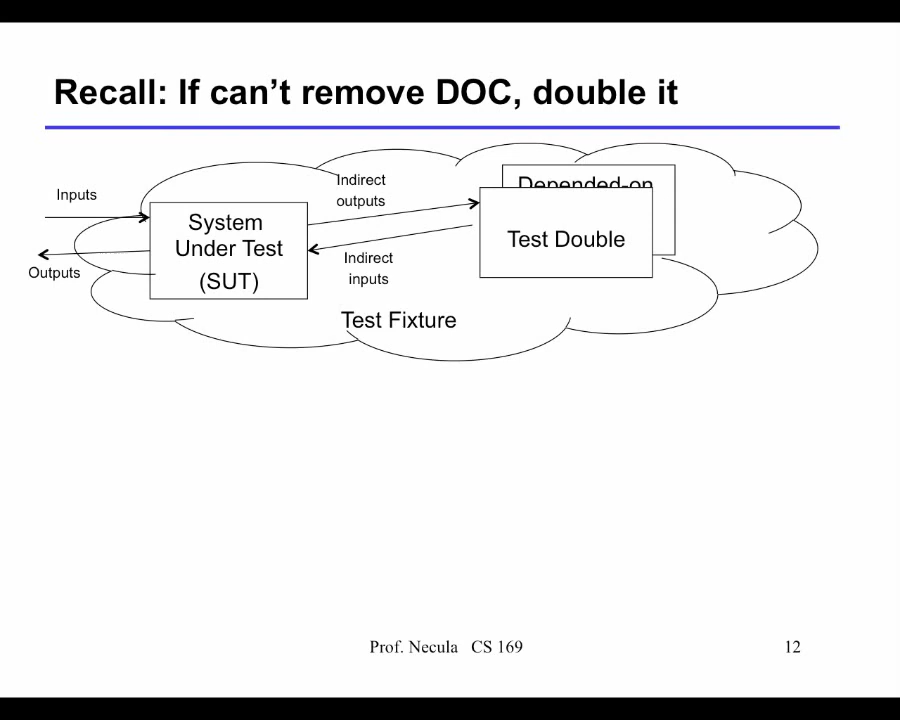 Recall: If can't remove DOC, double it
Inputs
Outputs
System
Under Test
(SUT)
Indirect
outputs
Indirect
inputs
Depended-on
Test Double
Test Fixture
Prof. Necula CS 169
12